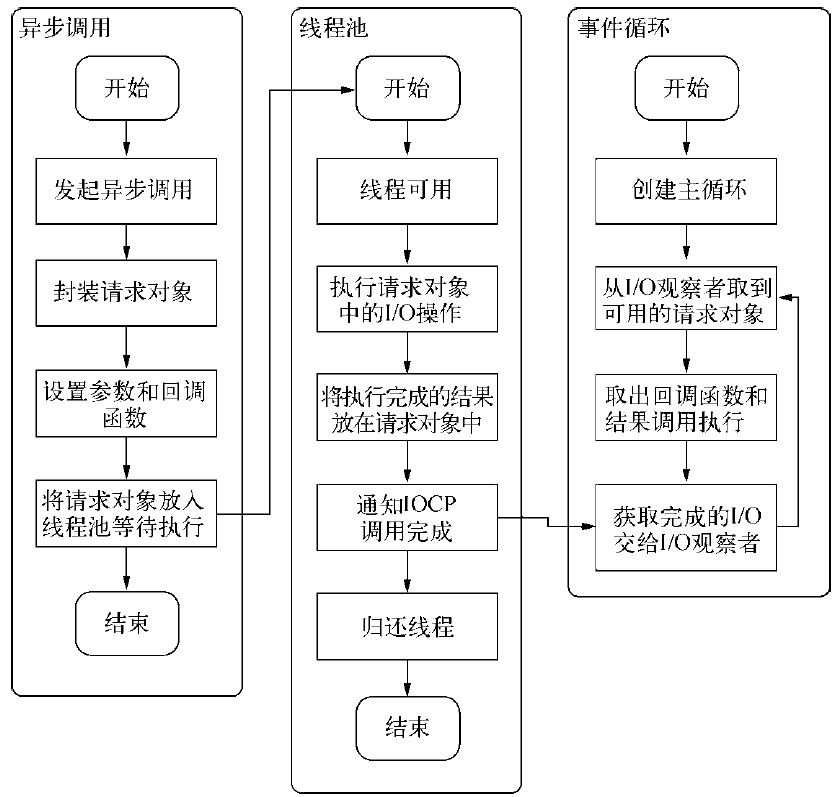 异步调用
开始
发起异步调用
封装请求对象
设置参数和回调
函数
将请求对象放入
线程池等待执行
结束
线程池
开始
线程可用
执行请求对象
中的I/O操作
将执行完成的结果
放在请求对象中
通知IOCP
调用完成
归还线程
结束
事件循环
开始
创建主循环
从I/O观察者取到
可用的请求对象
取出回调函数和
结果调用执行
获取完成的I/O
交给I/O观察者